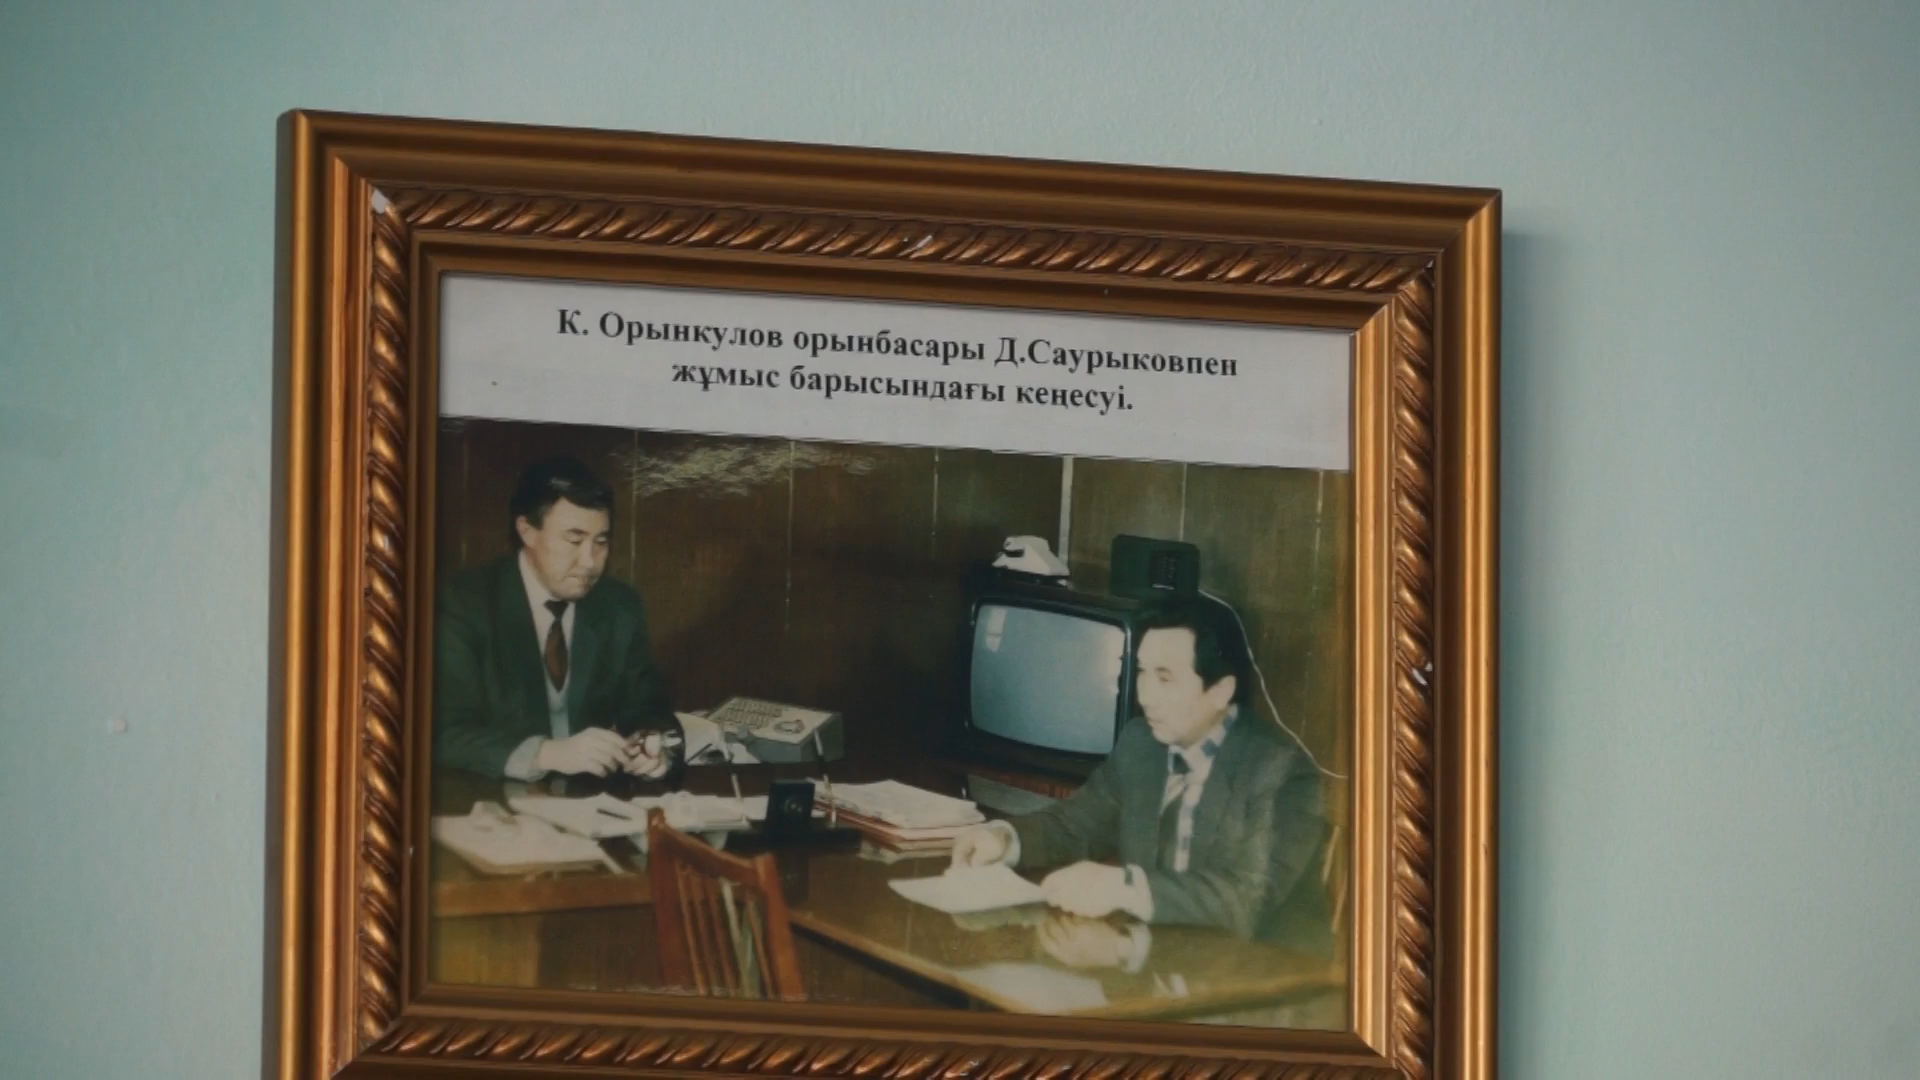 К. Орынкулов орынбасары Д.Саурыковпен
жұмыс барысындағы кеңесуі.